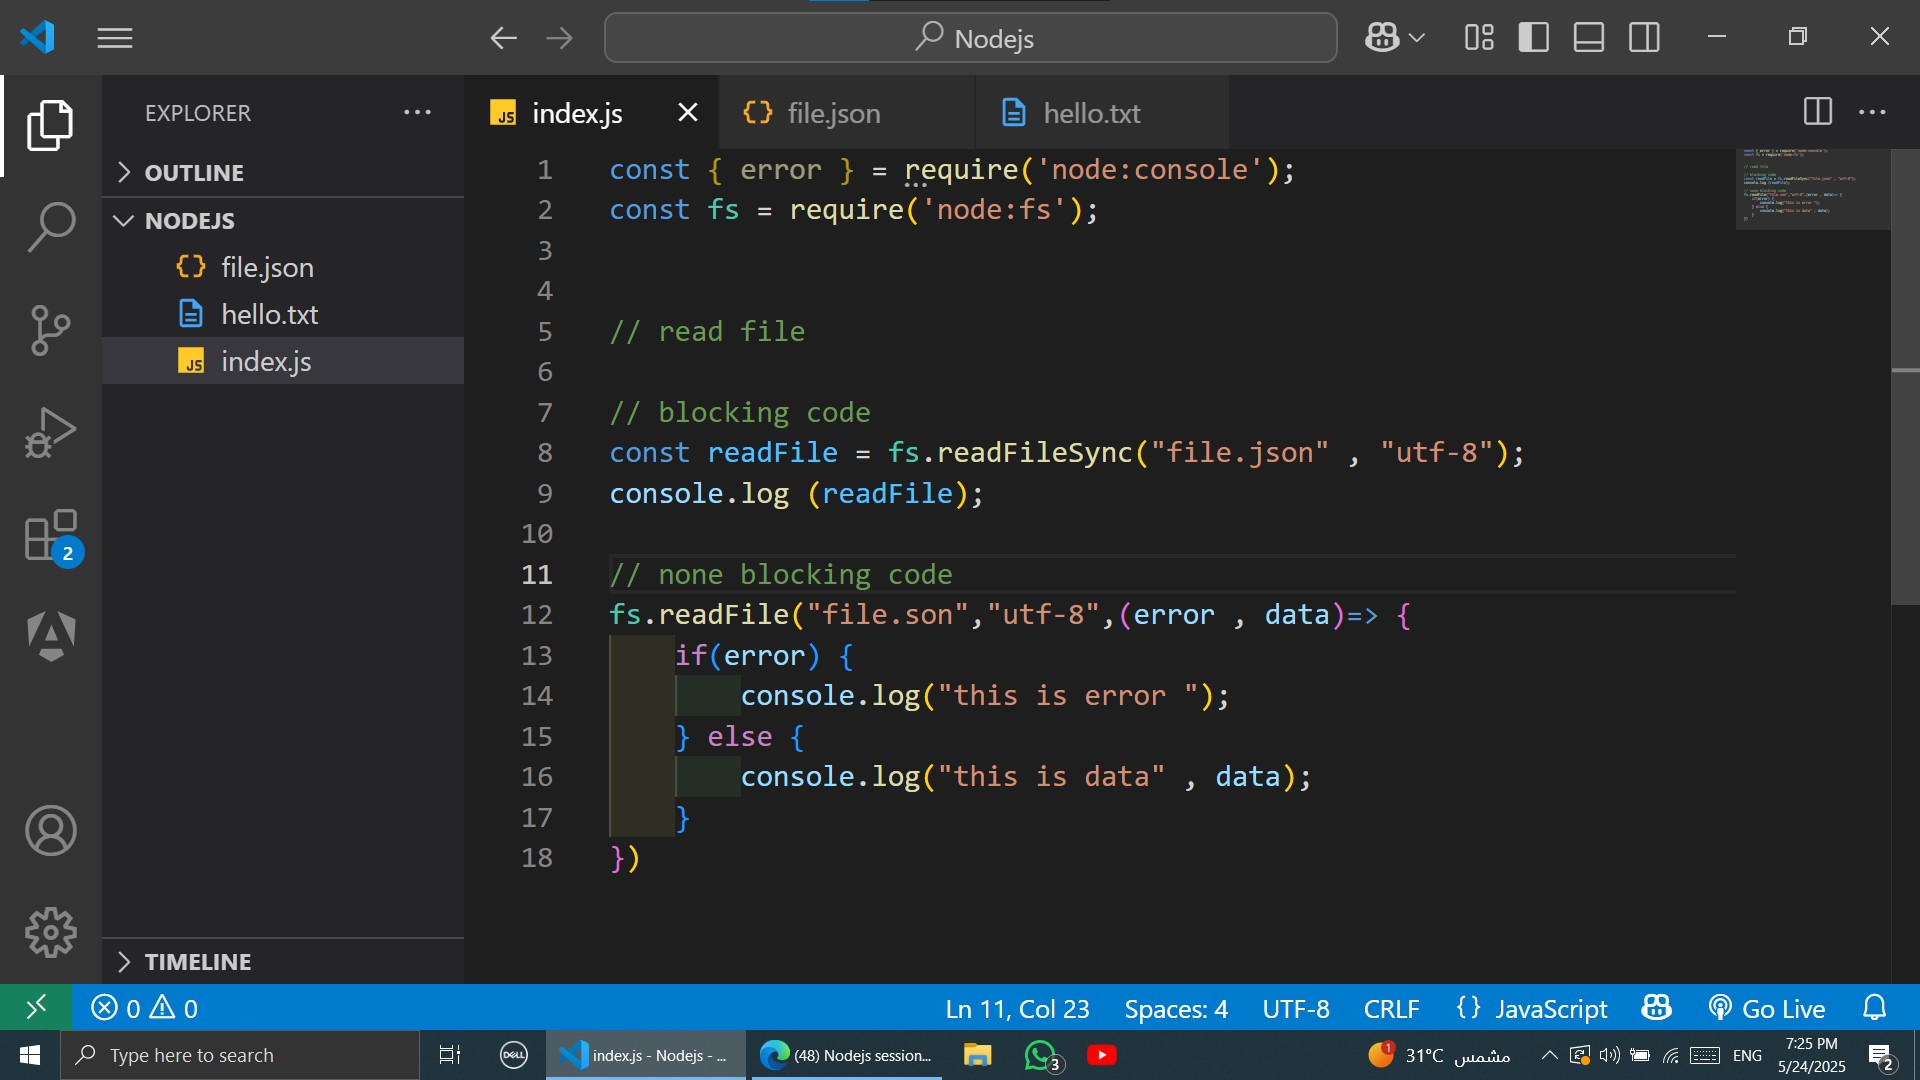 Nodejs
EXPLORER
OUTLINE
NODEJS
file.json
hello.txt
index.js
TIMELINE
index.js
file.json
hello.txt
1 const { error } = require('node:console');
2 const fs = require('node:fs');
3
4
5 // read file
6
7 // blocking code
8 const readFile = fs.readFileSync("file.json" , "utf-8");
9 console.log (readFile);
10
11 // none blocking code
12 fs.readFile("file.son","utf-8",(error , data)=> {
13 if(error) {
14 console.log("this is error ");
15 } else {
16 console.log("this is data" , data);
17 }
18 })
2
0 0
Ln 11, Col 23
Spaces: 4
UTF-8
CRLF
{} JavaScript
Go Live
Type here to search
DELL
index.js - Nodejs - ...
(48) Nodejs session...
3
1
31°C مشمس
ENG
7:25 PM
5/24/2025
2